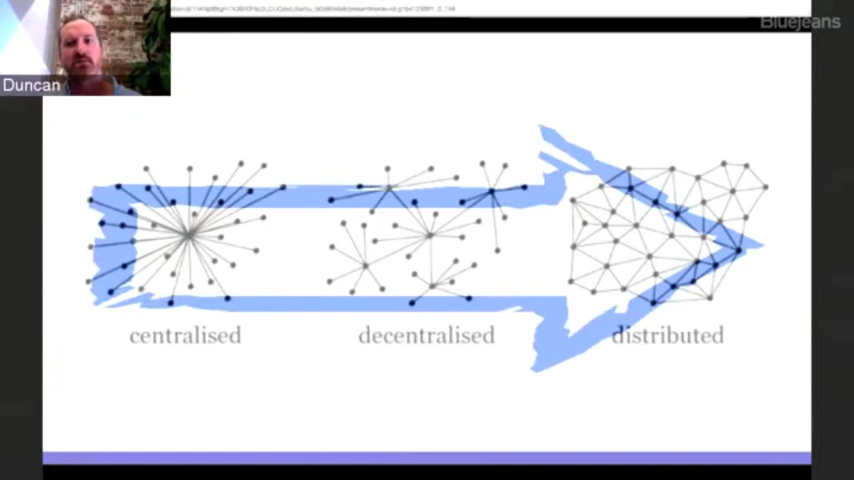 Bluejeans
Duncan
centralised
decentralised
distributed